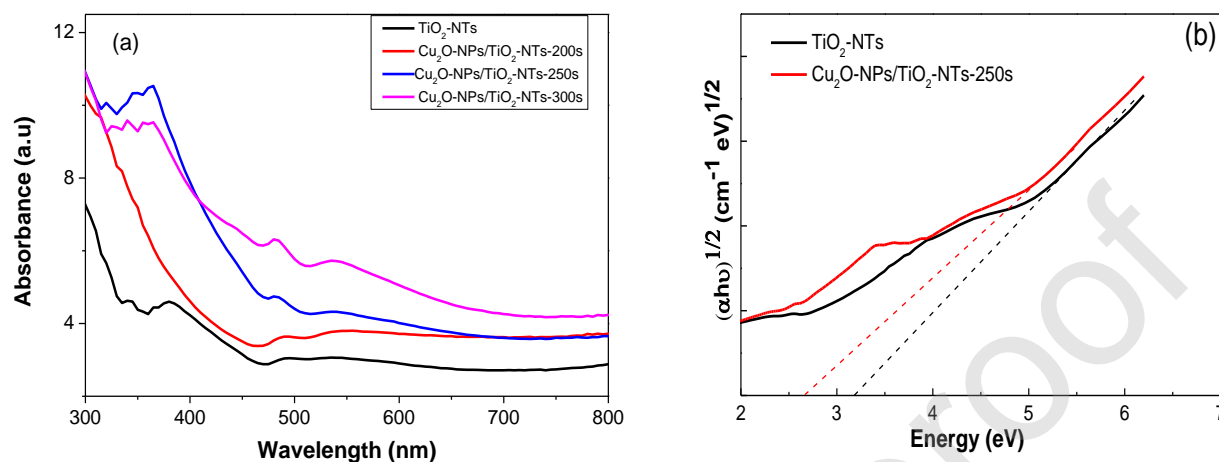 (a)
TiO₂-NTs
Cu₂O-NPs/TiO₂-NTs-200s
Cu₂O-NPs/TiO₂-NTs-250s
Cu₂O-NPs/TiO₂-NTs-300s
12
8
4
Absorbance (a.u)
300 400 500 600 700 800
Wavelength (nm)
(b)
TiO₂-NTs
Cu₂O-NPs/TiO₂-NTs-250s
(αhυ)^1/2 (cm⁻¹ eV)^1/2
2 3 4 5 6 7
Energy (eV)
roof